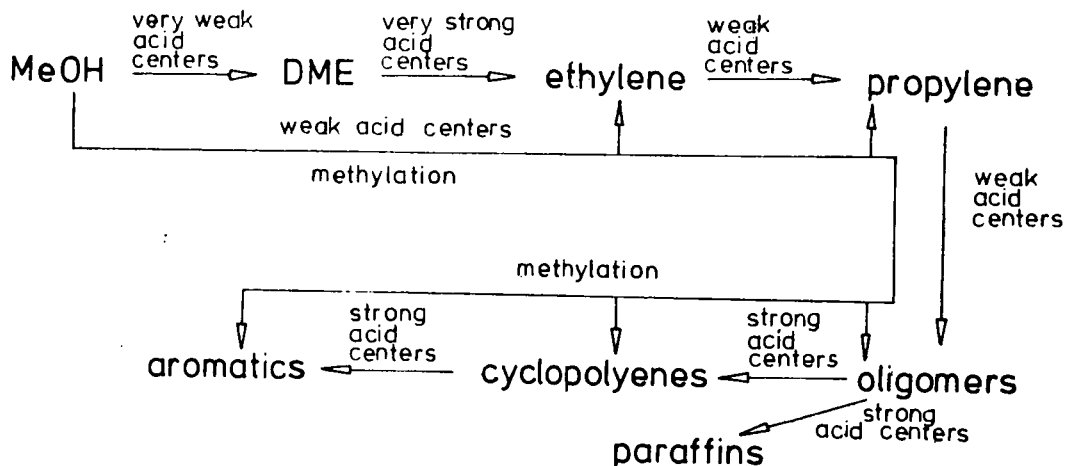 very weak
acid
centers
very strong
acid
centers
weak
acid
centers
MeOH
DME
ethylene
propylene
weak acid centers
methylation
weak
acid
centers
methylation
strong
acid
centers
strong
acid
centers
aromatics
cyclopolyenes
oligomers
strong
acid centers
paraffins